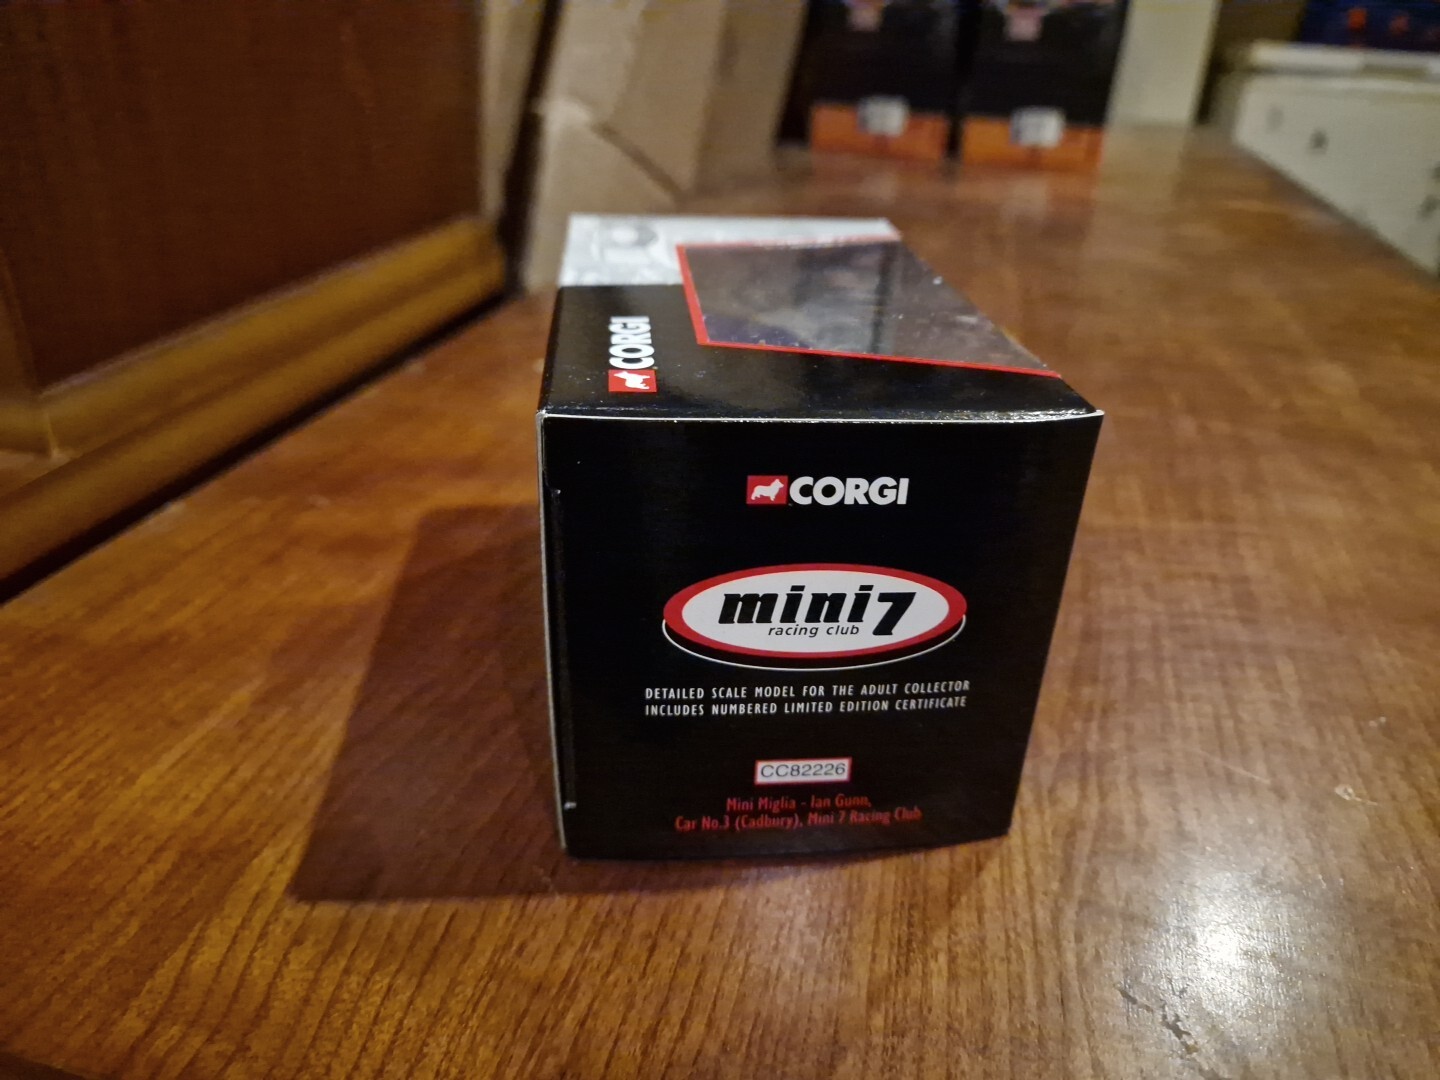 CORGI
CORGI
mini 7
racing club
DETAILED SCALE MODEL FOR THE ADULT COLLECTOR
INCLUDES NUMBERED LIMITED EDITION CERTIFICATE
CC82226
Mini Miglia - Ian Gunn,
Car No.3 (Cadbury), Mini 7 Racing Club